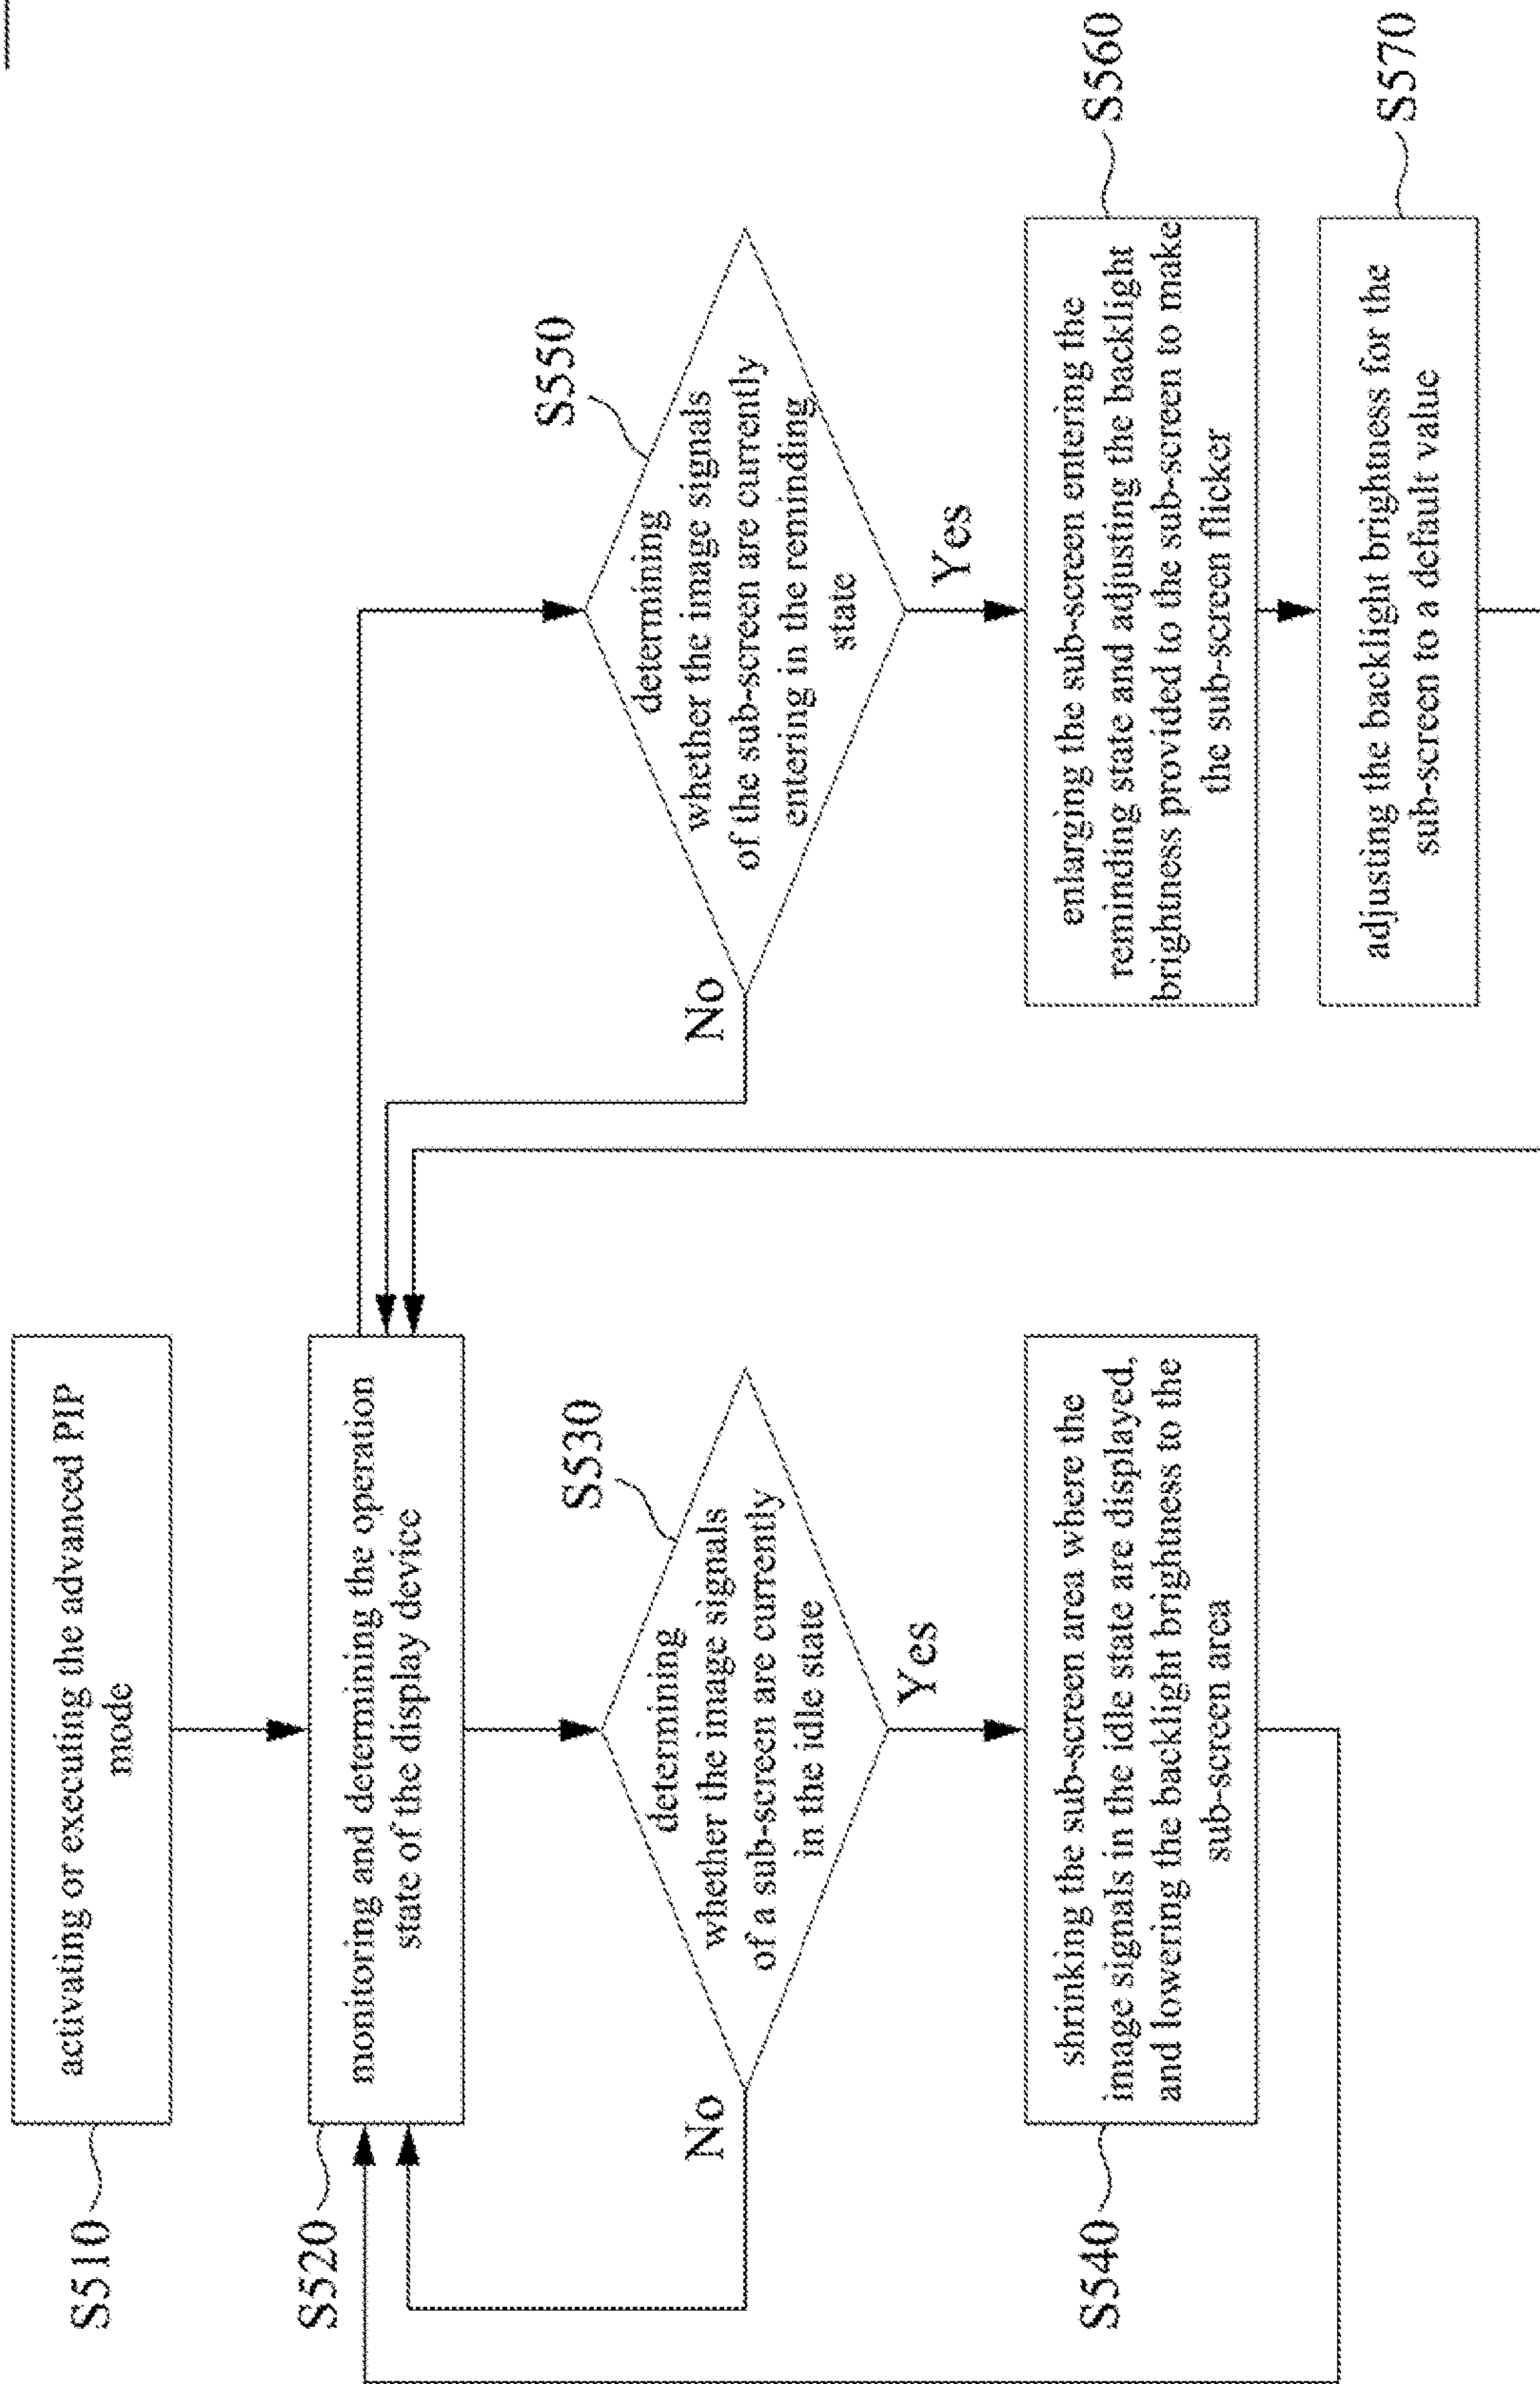 S510
activating or executing the advanced PIP
mode
S520
monitoring and determining the operation
state of the display device
S530
determining
whether the image signals
of a sub-screen are currently
in the idle state
No
Yes
S540
shrinking the sub-screen area where the
image signals in the idle state are displayed,
and lowering the backlight brightness to the
sub-screen area
S550
determining
whether the image signals
of the sub-screen are currently
entering in the reminding
state
No
Yes
S560
enlarging the sub-screen entering the
reminding state and adjusting the backlight
brightness provided to the sub-screen to make
the sub-screen flicker
S570
adjusting the backlight brightness for the
sub-screen to a default value